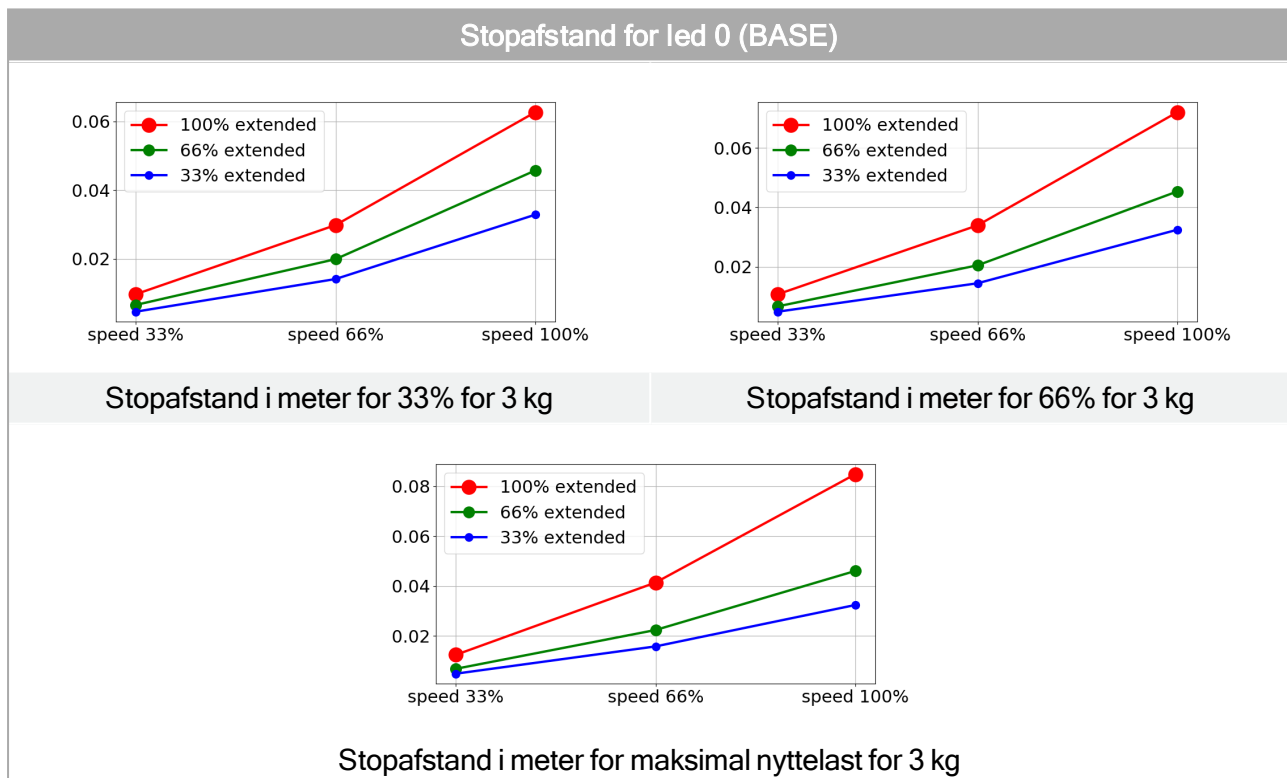 Stopafstand for led 0 (BASE)
0.06
0.04
0.02
100% extended
66% extended
33% extended
speed 33% speed 66% speed 100%
0.06
0.04
0.02
100% extended
66% extended
33% extended
speed 33% speed 66% speed 100%
Stopafstand i meter for 33% for 3 kg
Stopafstand i meter for 66% for 3 kg
0.08
0.06
0.04
0.02
100% extended
66% extended
33% extended
speed 33% speed 66% speed 100%
Stopafstand i meter for maksimal nyttelast for 3 kg